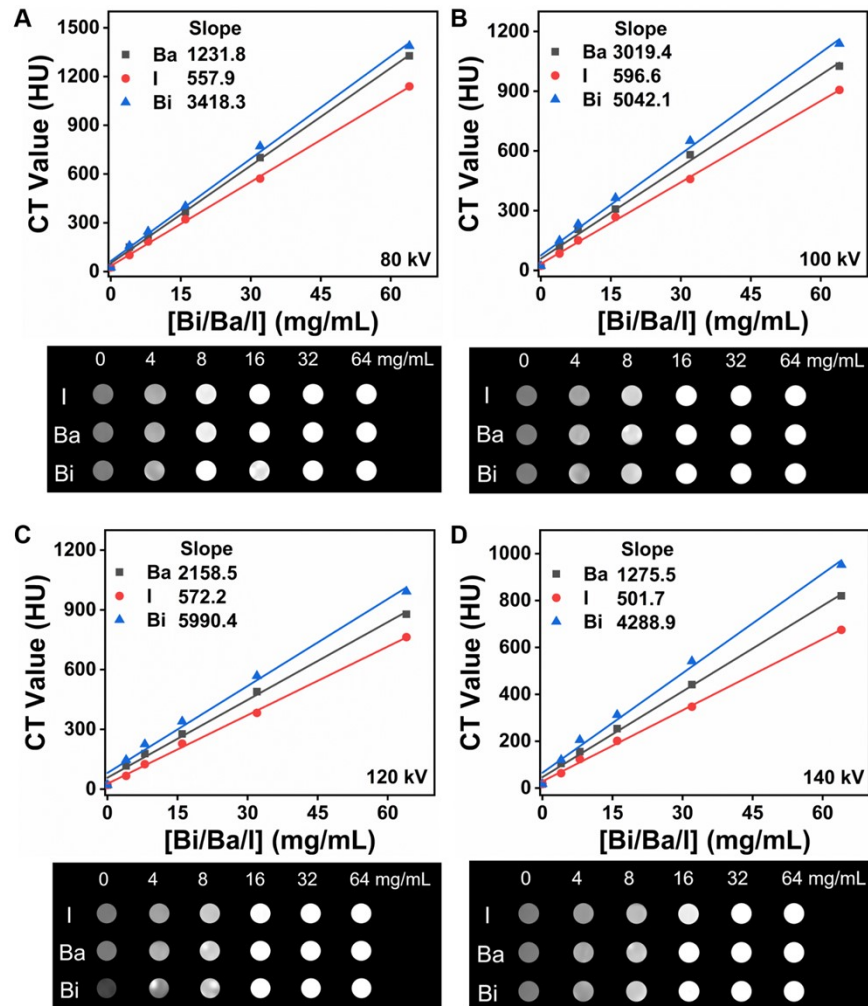 A
Slope
Ba 1231.8
I 557.9
Bi 3418.3
1500
1200
900
600
300
0
CT Value (HU)
80 kV
0 15 30 45 60
[Bi/Ba/I] (mg/mL)
0 4 8 16 32 64 mg/mL
I
Ba
Bi
B
Slope
Ba 3019.4
I 596.6
Bi 5042.1
1200
900
600
300
0
CT Value (HU)
100 kV
0 15 30 45 60
[Bi/Ba/I] (mg/mL)
0 4 8 16 32 64 mg/mL
I
Ba
Bi
C
Slope
Ba 2158.5
I 572.2
Bi 5990.4
1200
900
600
300
0
CT Value (HU)
120 kV
0 15 30 45 60
[Bi/Ba/I] (mg/mL)
0 4 8 16 32 64 mg/mL
I
Ba
Bi
D
Slope
Ba 1275.5
I 501.7
Bi 4288.9
1000
800
600
400
200
0
CT Value (HU)
140 kV
0 15 30 45 60
[Bi/Ba/I] (mg/mL)
0 4 8 16 32 64 mg/mL
I
Ba
Bi